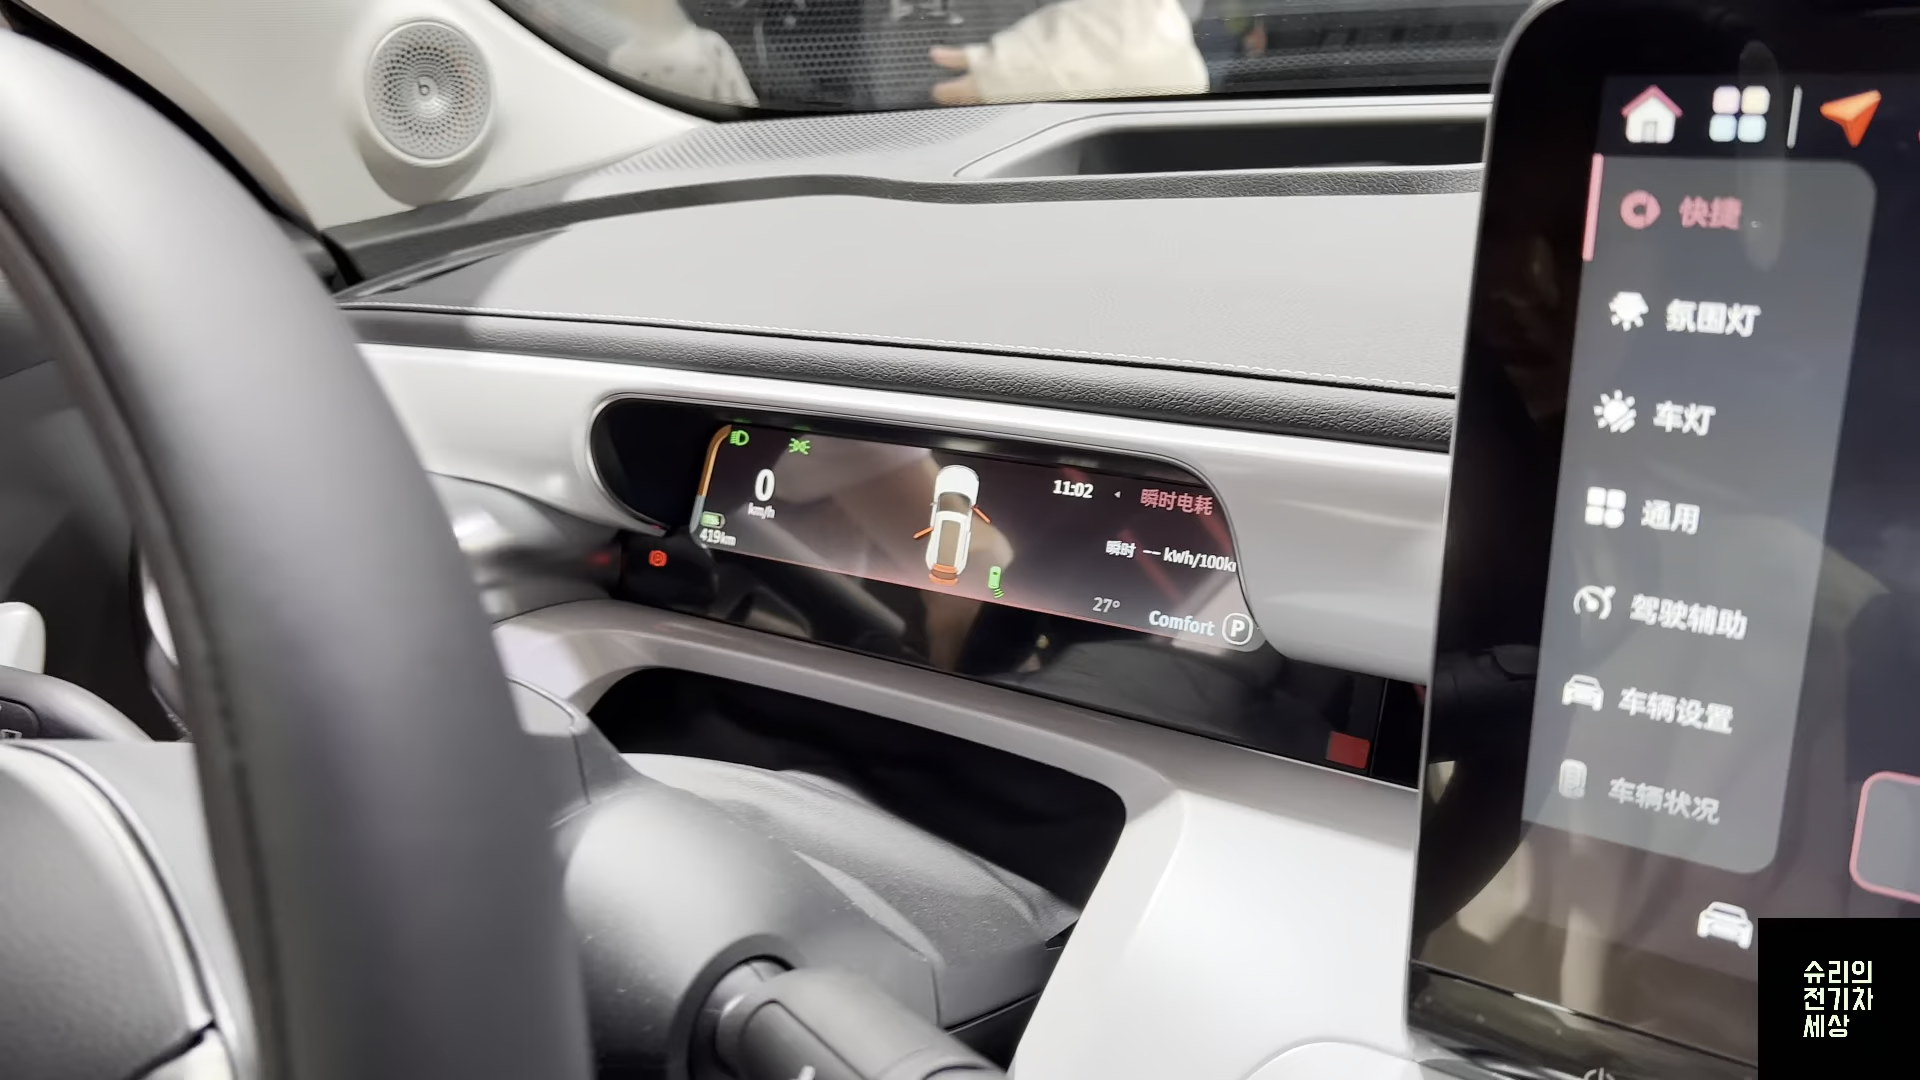 0
km/h
419km
11:02
瞬时电耗
瞬时 -- kWh/100k
27°
Comfort P
快捷
氛围灯
车灯
通用
驾驶辅助
车辆设置
车辆状况
슈리의
전기차
세상